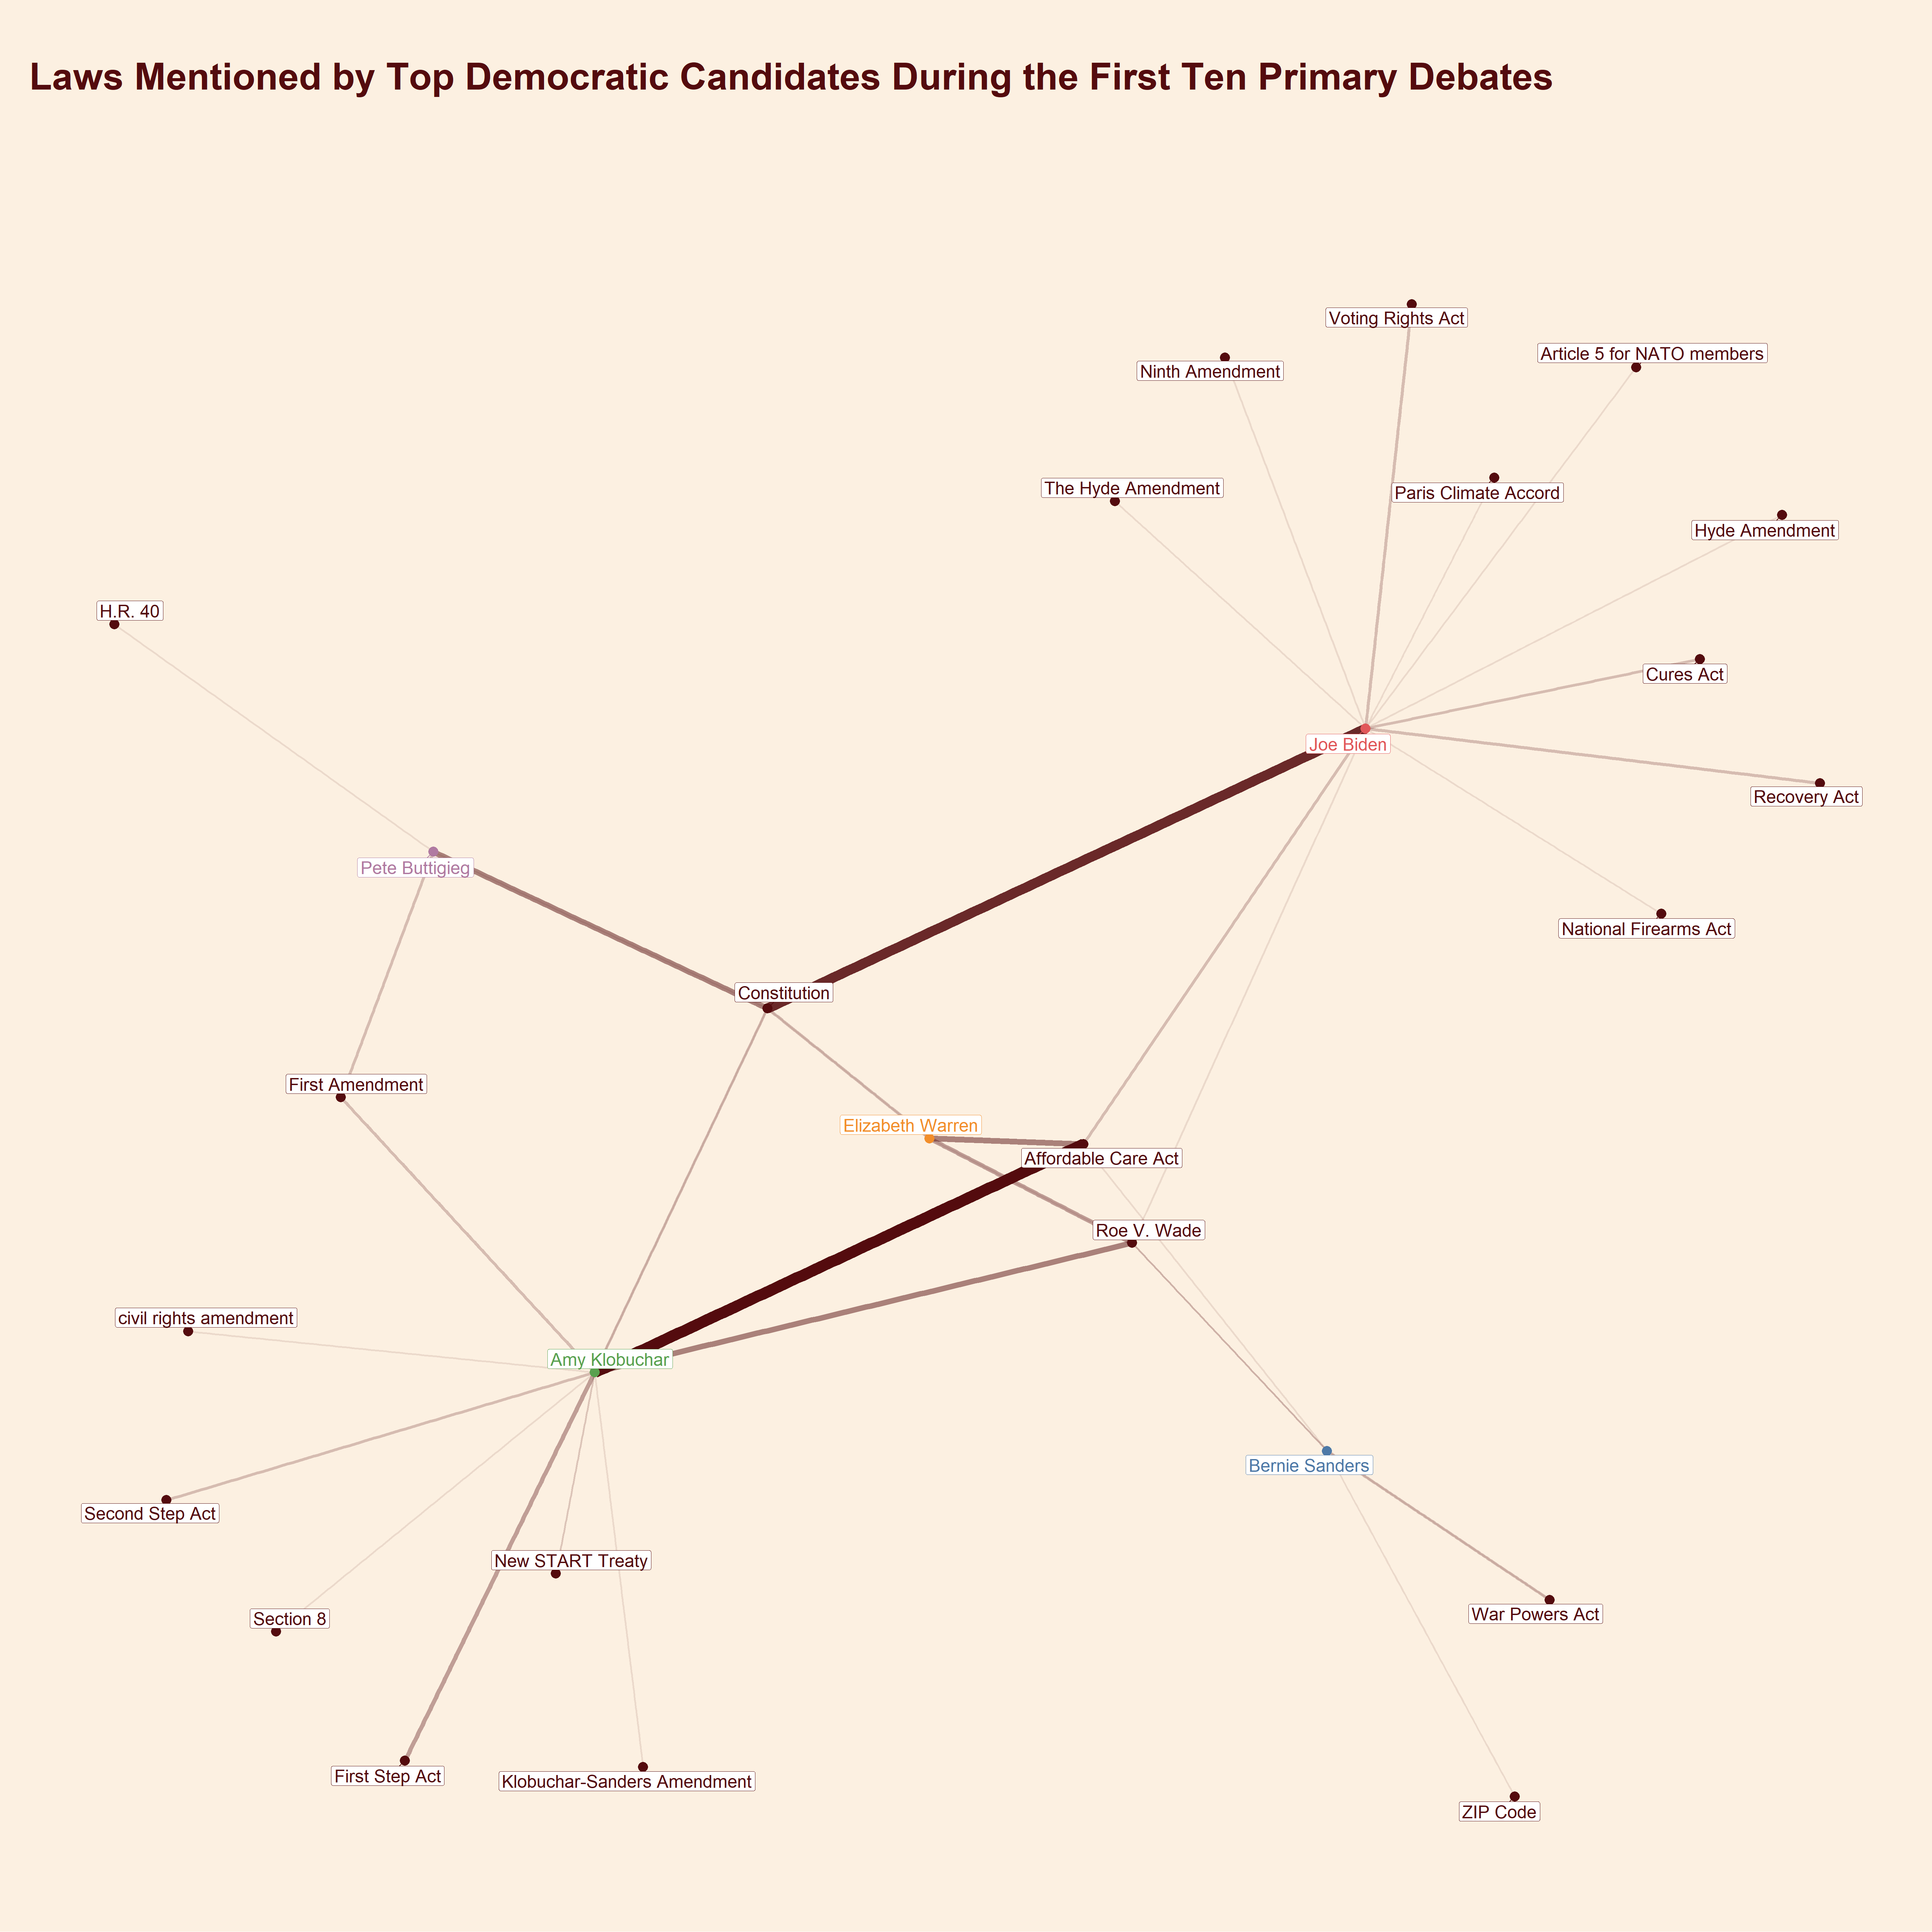 Laws Mentioned by Top Democratic Candidates During the First Ten Primary Debates
Voting Rights Act
Article 5 for NATO members
Ninth Amendment
The Hyde Amendment
Paris Climate Accord
Hyde Amendment
H.R. 40
Cures Act
Joe Biden
Recovery Act
Pete Buttigieg
National Firearms Act
Constitution
First Amendment
Elizabeth Warren
Affordable Care Act
Roe V. Wade
civil rights amendment
Amy Klobuchar
Bernie Sanders
Second Step Act
New START Treaty
Section 8
War Powers Act
First Step Act
Klobuchar-Sanders Amendment
ZIP Code